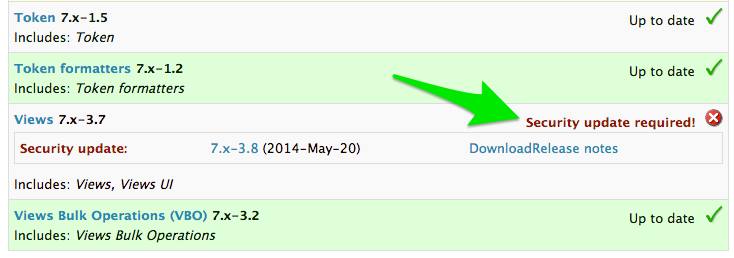 Token 7.x-1.5
Up to date
Includes: Token
Token formatters 7.x-1.2
Up to date
Includes: Token formatters
Views 7.x-3.7
Security update required!
Security update: 7.x-3.8 (2014-May-20) DownloadRelease notes
Includes: Views, Views UI
Views Bulk Operations (VBO) 7.x-3.2
Up to date
Includes: Views Bulk Operations